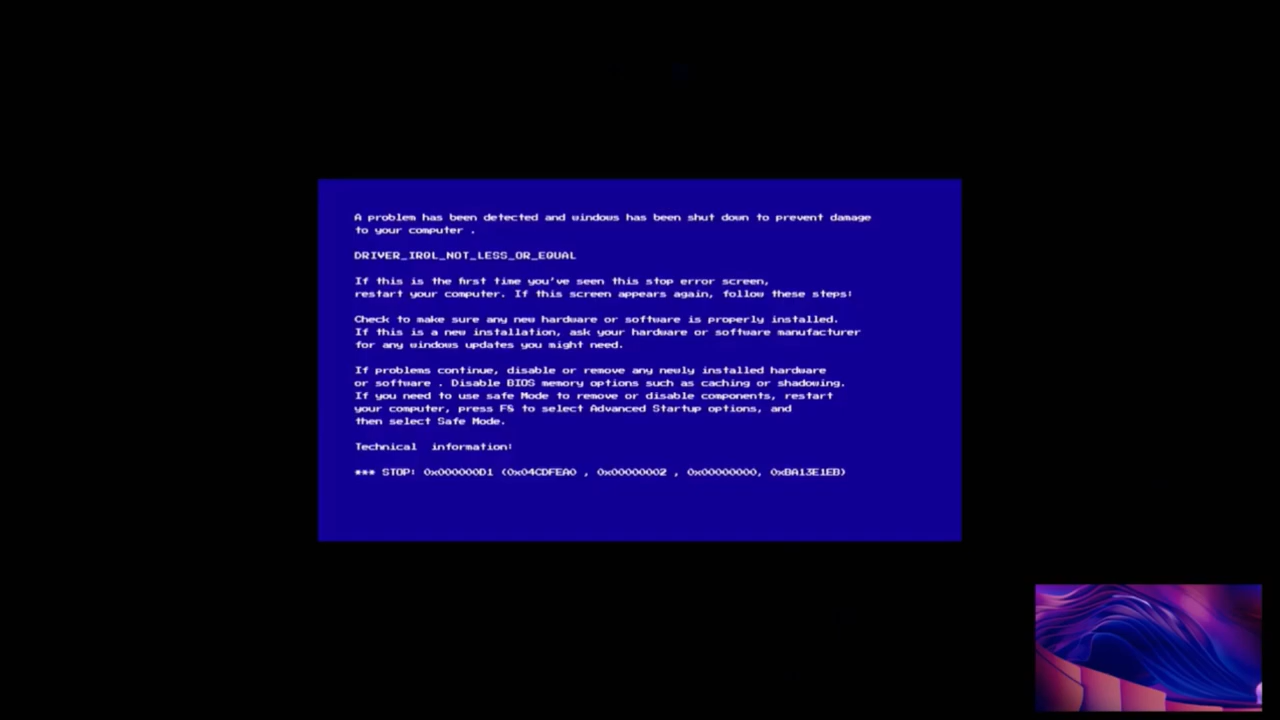 A problem has been detected and windows has been shut down to prevent damage
to your computer .
DRIVER_IRQL_NOT_LESS_OR_EQUAL
If this is the first time you've seen this stop error screen,
restart your computer. If this screen appears again, follow these steps:
Check to make sure any new hardware or software is properly installed.
If this is a new installation, ask your hardware or software manufacturer
for any windows updates you might need.
If problems continue, disable or remove any newly installed hardware
or software . Disable BIOS memory options such as caching or shadowing.
If you need to use safe Mode to remove or disable components, restart
your computer, press F8 to select Advanced Startup options, and
then select Safe Mode.
Technical information:
*** STOP: 0x000000D1 (0x04CDFEA0 , 0x00000002 , 0x00000000, 0xBA13E1EB)